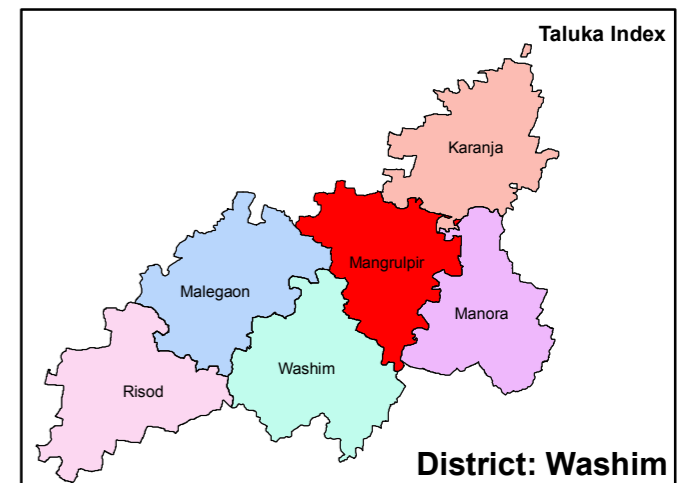 Taluka Index
Karanja
Mangrulpir
Malegaon
Manora
Washim
Risod
District: Washim